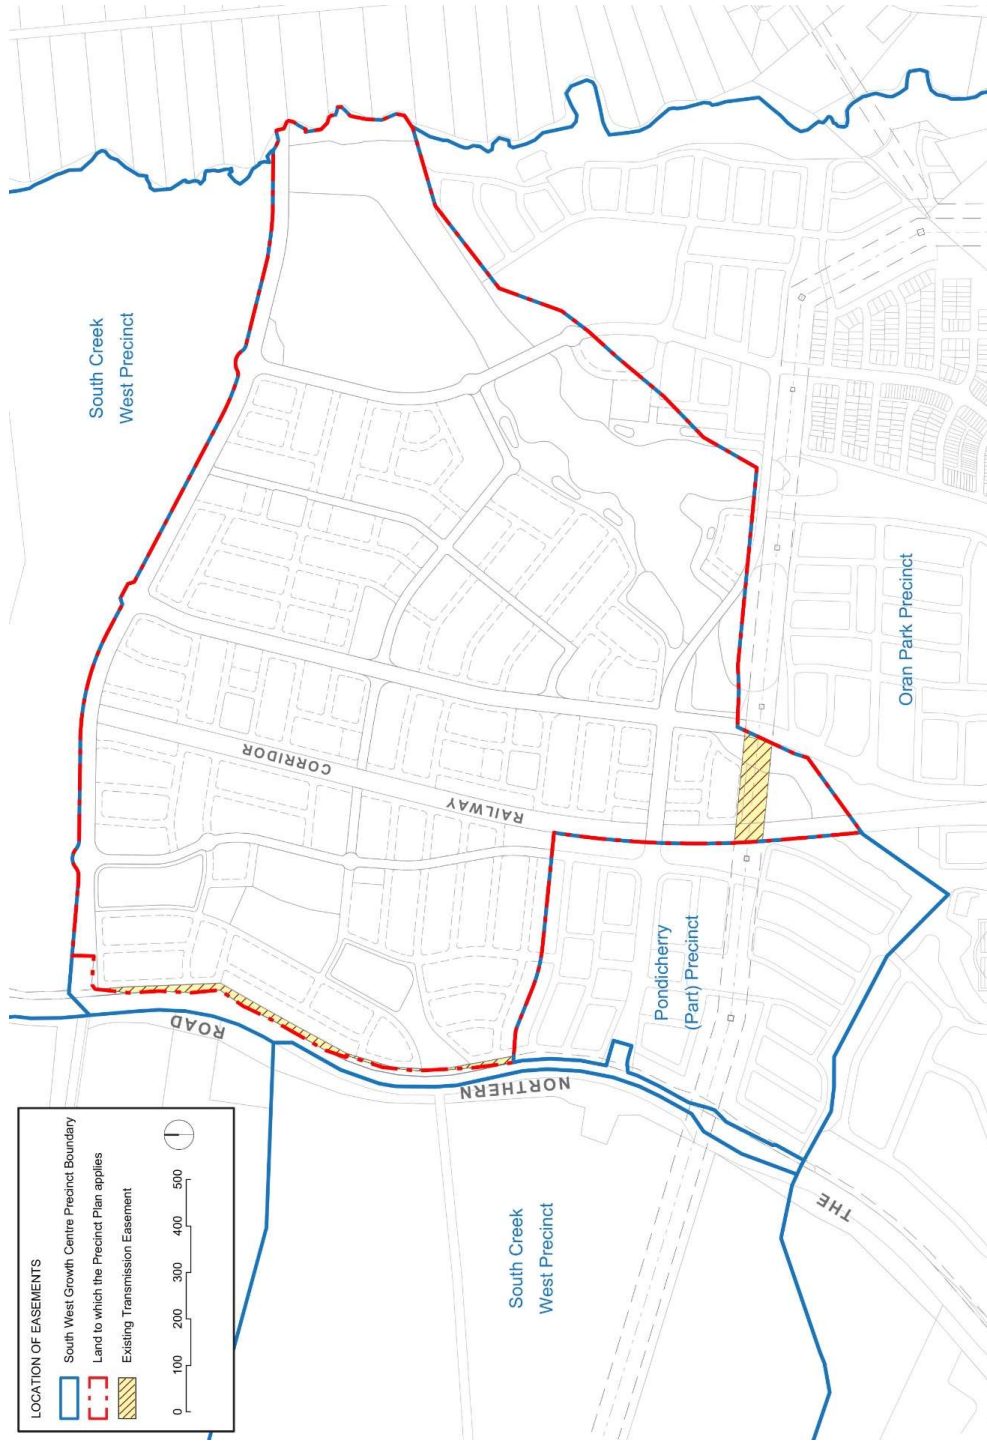 South Creek
West Precinct
CORRIDOR
RAILWAY
Oran Park Precinct
Pondicherry
(Part) Precinct
ROAD
NORTHERN
THE
South Creek
West Precinct
LOCATION OF EASEMENTS
South West Growth Centre Precinct Boundary
Land to which the Precinct Plan applies
Existing Transmission Easement
0 100 200 300 400 500